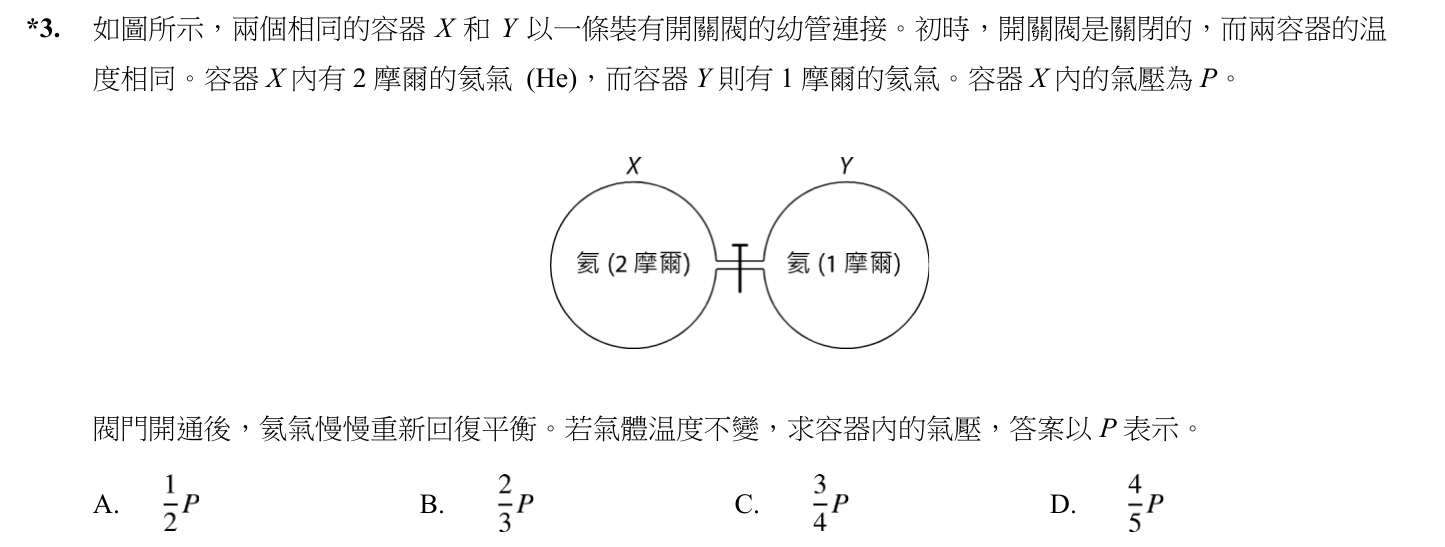 *3. 如圖所示，兩個相同的容器 X 和 Y 以一條裝有開關閥的幼管連接。初時，開關閥是關閉的，而兩容器的温
度相同。容器 X 內有 2 摩爾的氦氣 (He)，而容器 Y 則有 1 摩爾的氦氣。容器 X 內的氣壓為 P。
X Y
氦 (2 摩爾) 氦 (1 摩爾)
閥門開通後，氦氣慢慢重新回復平衡。若氣體温度不變，求容器內的氣壓，答案以 P 表示。
A. 1/2 P B. 2/3 P C. 3/4 P D. 4/5 P